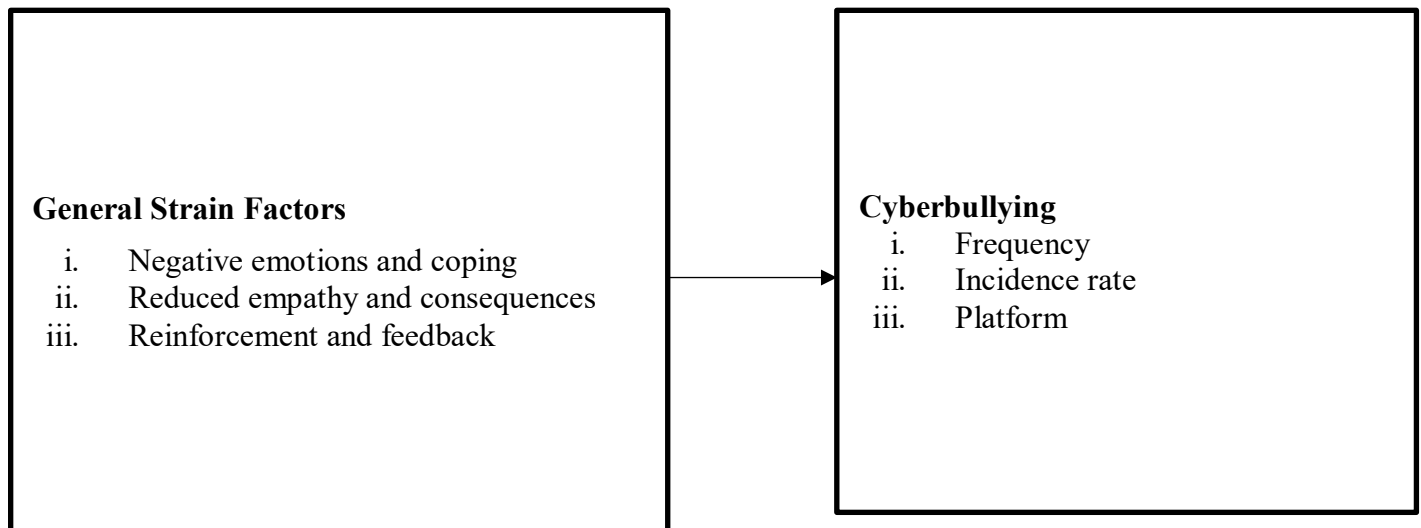 General Strain Factors
i. Negative emotions and coping
ii. Reduced empathy and consequences
iii. Reinforcement and feedback
Cyberbullying
i. Frequency
ii. Incidence rate
iii. Platform